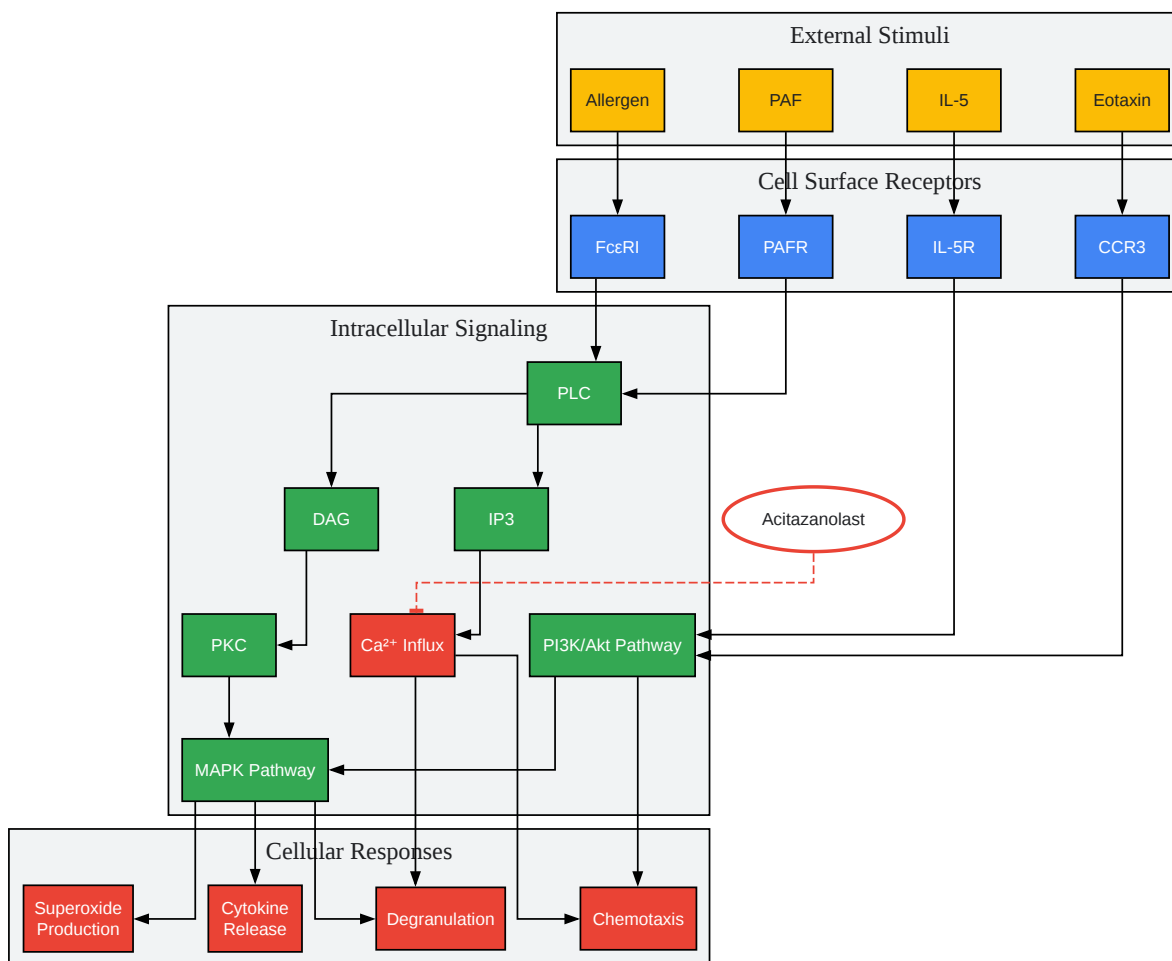 External Stimuli
Allergen
PAF
IL-5
Eotaxin
Cell Surface Receptors
FcεRI
PAFR
IL-5R
CCR3
Intracellular Signaling
PLC
DAG
IP3
Acitazanolast
PKC
Ca²⁺ Influx
PI3K/Akt Pathway
MAPK Pathway
Cellular Responses
Superoxide
Production
Cytokine
Release
Degranulation
Chemotaxis